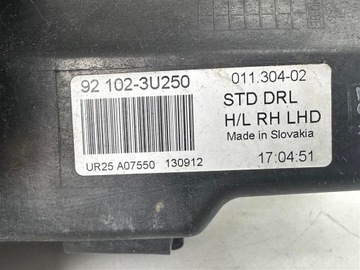 92 102-3U250
011.304-02
STD DRL
H/L RH LHD
Made in Slovakia
UR25 A07550 130912
17:04:51